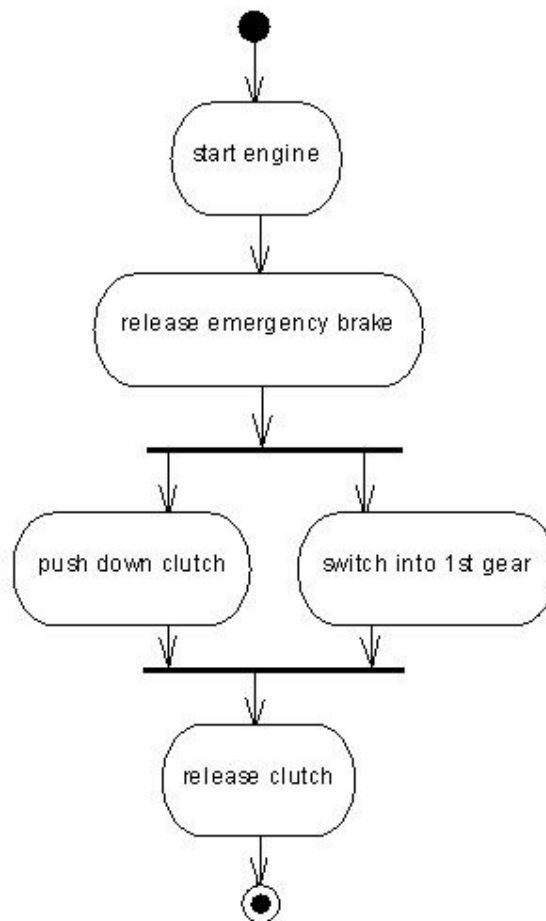 start engine
release emergency brake
push down clutch
switch into 1st gear
release clutch